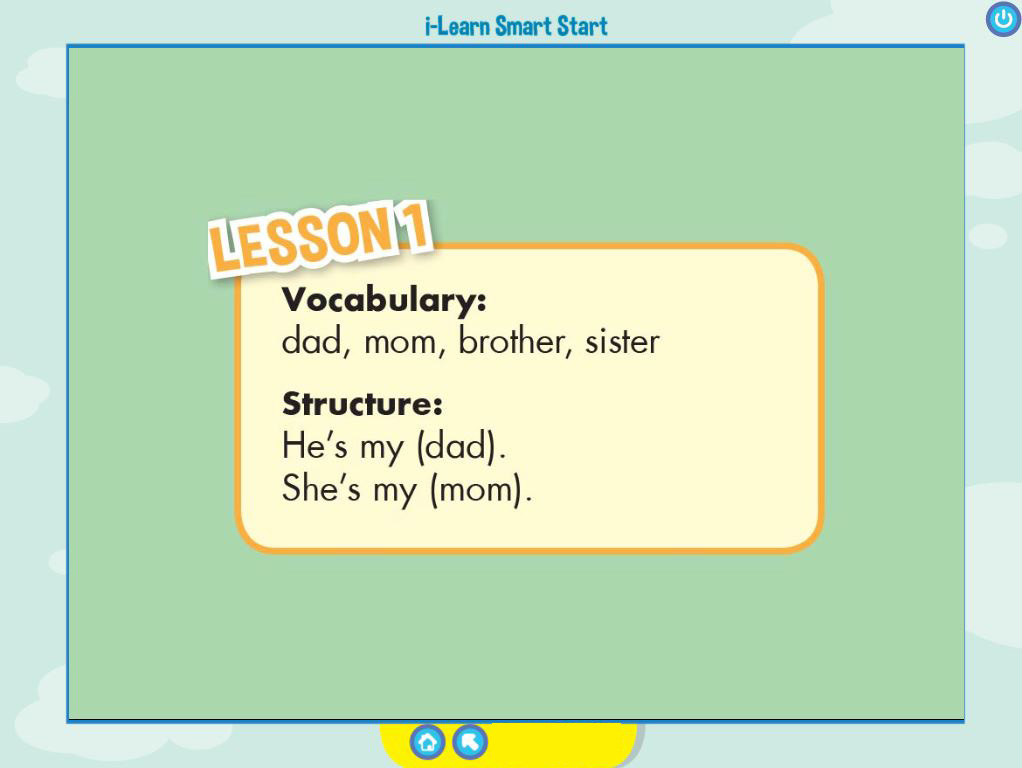 i-Learn Smart Start
LESSON 1
Vocabulary:
dad, mom, brother, sister
Structure:
He's my (dad).
She's my (mom).